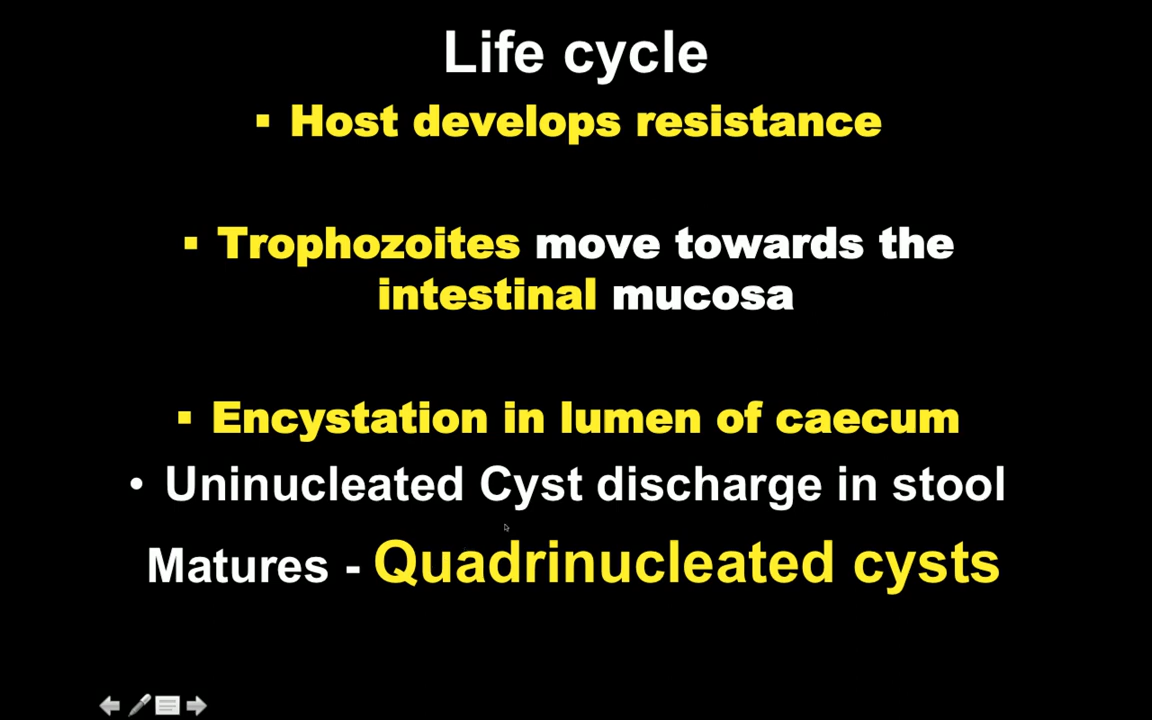 Life cycle
▪ Host develops resistance
▪ Trophozoites move towards the
intestinal mucosa
▪ Encystation in lumen of caecum
• Uninucleated Cyst discharge in stool
Matures - Quadrinucleated cysts